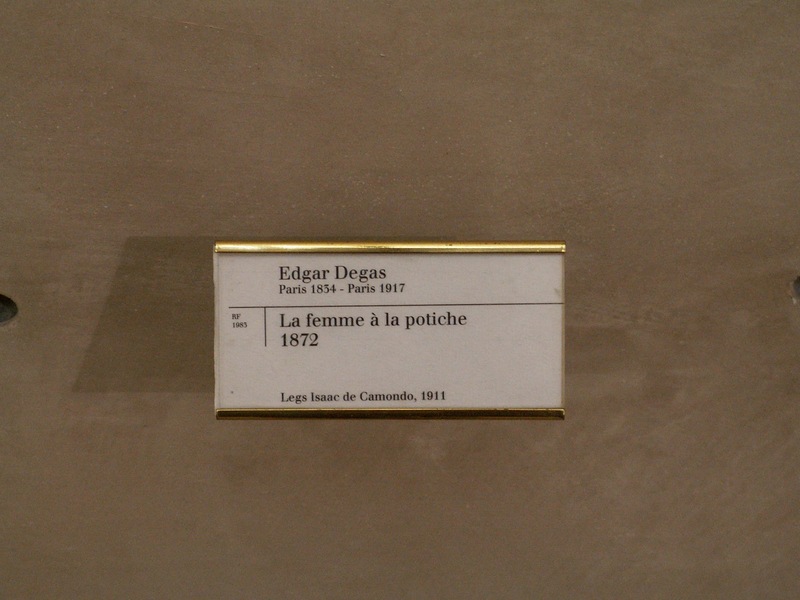 Edgar Degas
Paris 1834 - Paris 1917
RF
1983
La femme à la potiche
1872
Legs Isaac de Camondo, 1911